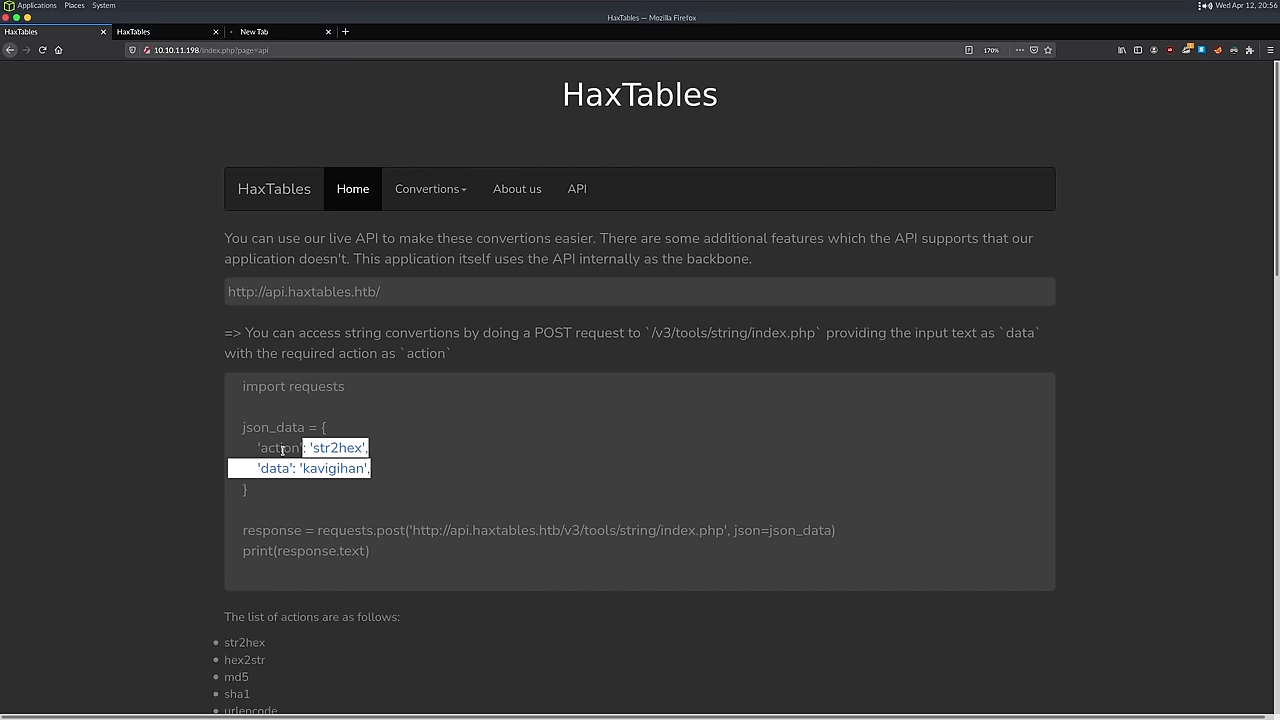 Applications Places System
Wed Apr 12, 20:56
HaxTables — Mozilla Firefox
HaxTables
HaxTables
New Tab
10.10.11.198/index.php?page=api
170%
HaxTables
HaxTables Home Convertions About us API
You can use our live API to make these convertions easier. There are some additional features which the API supports that our
application doesn't. This application itself uses the API internally as the backbone.
http://api.haxtables.htb/
=> You can access string convertions by doing a POST request to `/v3/tools/string/index.php` providing the input text as `data`
with the required action as `action`
import requests
json_data = {
'action': 'str2hex',
'data': 'kavigihan',
}
response = requests.post('http://api.haxtables.htb/v3/tools/string/index.php', json=json_data)
print(response.text)
The list of actions are as follows:
str2hex
hex2str
md5
sha1
urlencode